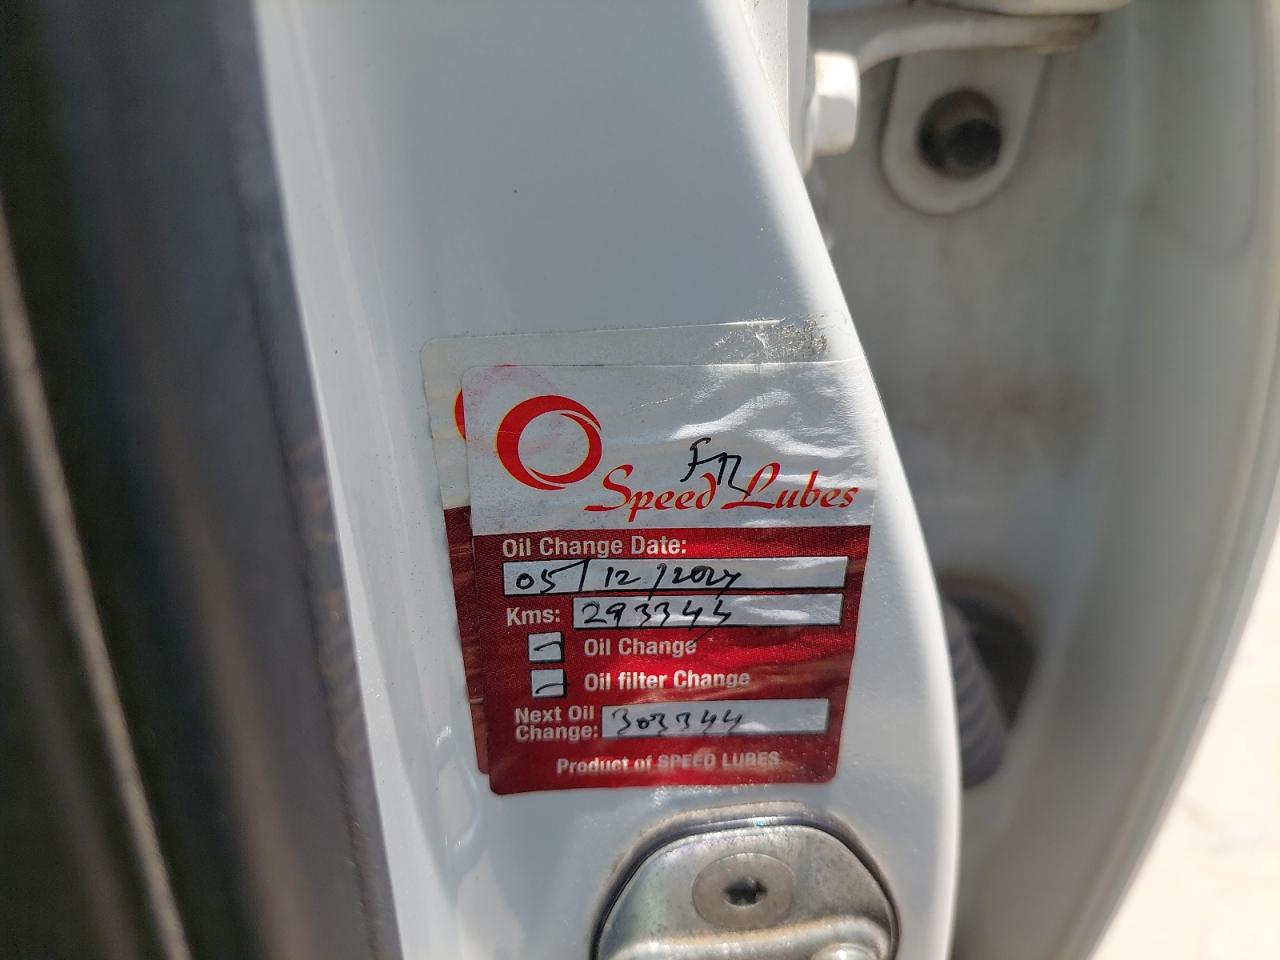 Speed Lubes
Oil Change Date:
05/12/2024
Kms: 293344
Oil Change
Oil filter Change
Next Oil
Change: 303344
Product of SPEED LUBES